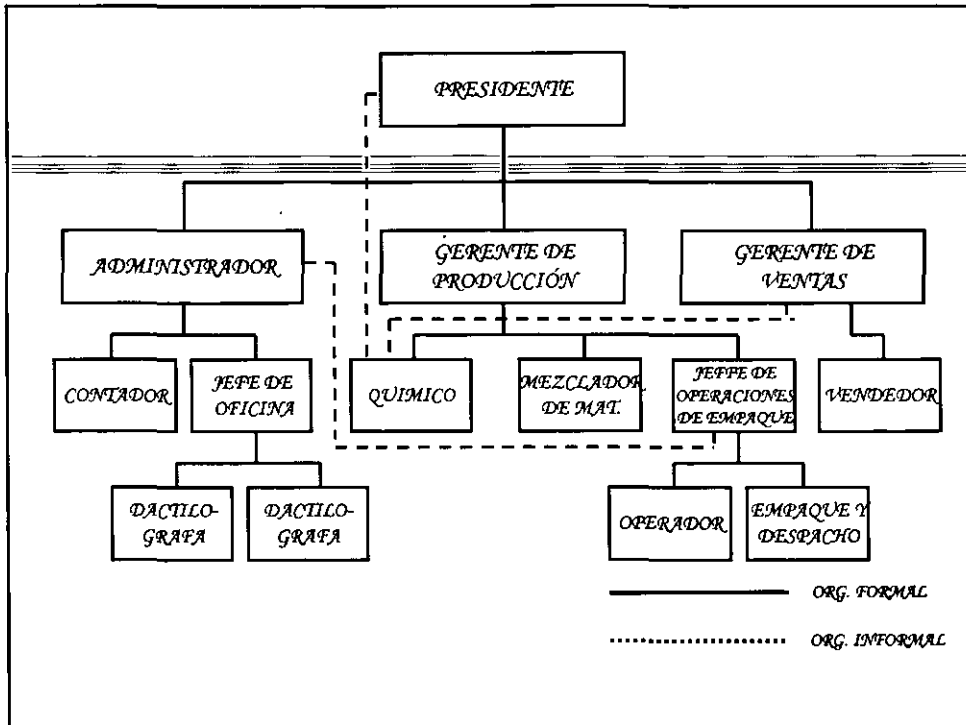 PRESIDENTE
ADMINISTRADOR
GERENTE DE
PRODUCCIÓN
GERENTE DE
VENTAS
CONTADOR
JEFE DE
OFICINA
QUIMICO
MEZCLADOR
DE MAT.
JEFFE DE
OPERACIONES
DE EMPAQUE
VENDEDOR
DACTILO-
GRAFA
DACTILO-
GRAFA
OPERADOR
EMPAQUE Y
DESPACHO
ORG. FORMAL
ORG. INFORMAL